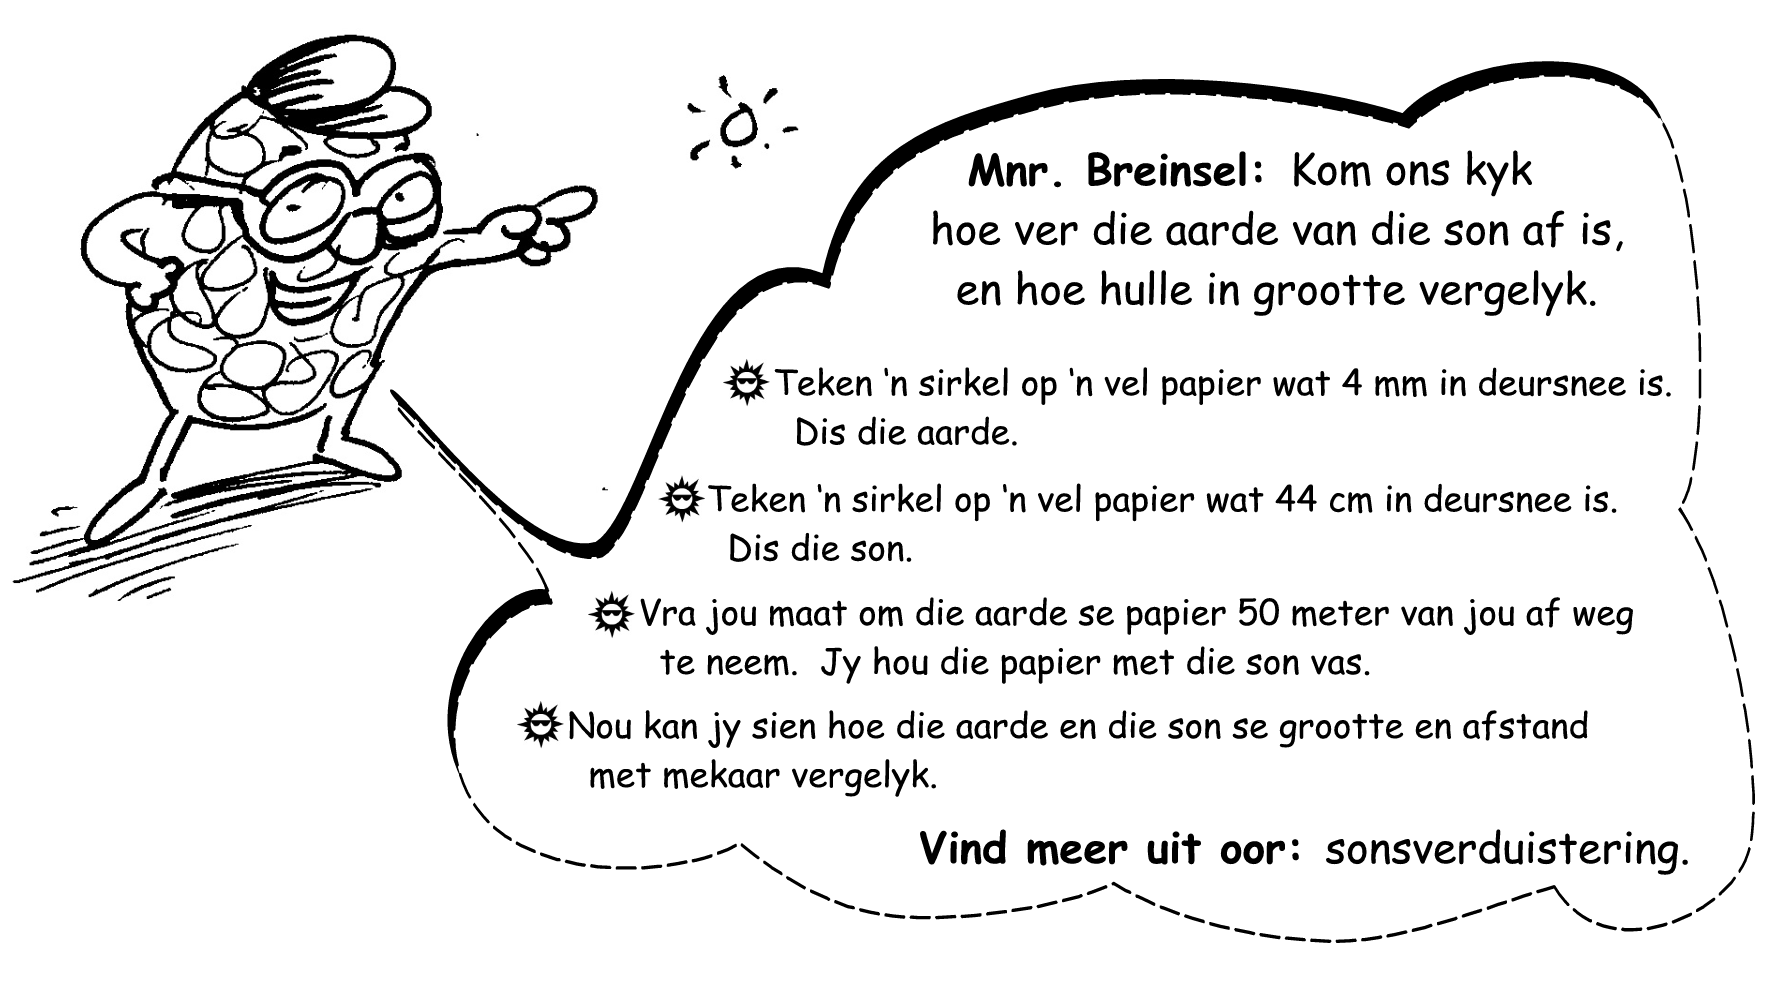 Mnr. Breinsel: Kom ons kyk
hoe ver die aarde van die son af is,
en hoe hulle in grootte vergelyk.
Teken 'n sirkel op 'n vel papier wat 4 mm in deursnee is.
Dis die aarde.
Teken 'n sirkel op 'n vel papier wat 44 cm in deursnee is.
Dis die son.
Vra jou maat om die aarde se papier 50 meter van jou af weg
te neem. Jy hou die papier met die son vas.
Nou kan jy sien hoe die aarde en die son se grootte en afstand
met mekaar vergelyk.
Vind meer uit oor: sonsverduistering.